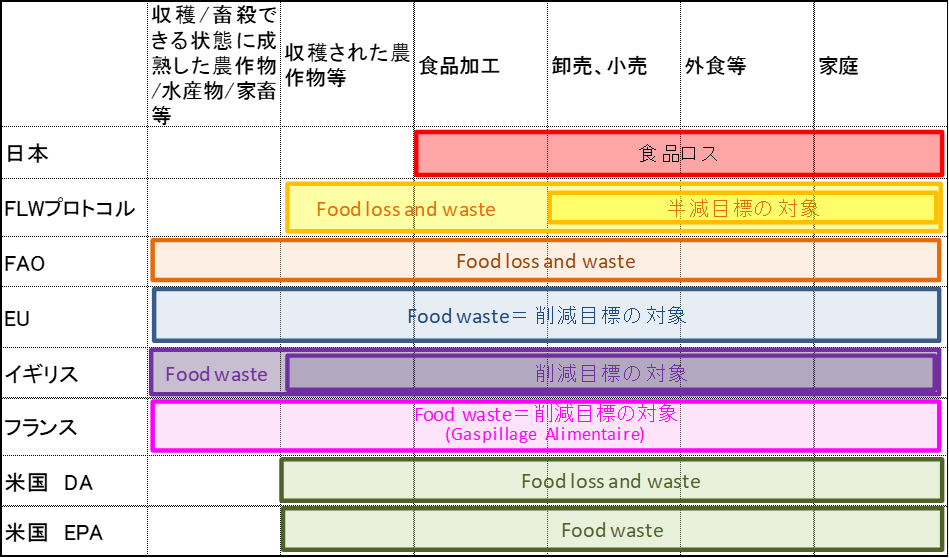 収穫/畜殺で
きる状態に成
熟した農作物
/水産物/家畜
等
収穫された農
作物等
食品加工
卸売、小売
外食等
家庭
日本
食品ロス
FLWプロトコル
Food loss and waste
半減目標の対象
FAO
Food loss and waste
EU
Food waste＝削減目標の対象
イギリス
Food waste
削減目標の対象
フランス
Food waste＝削減目標の対象
(Gaspillage Alimentaire)
米国　DA
Food loss and waste
米国　EPA
Food waste